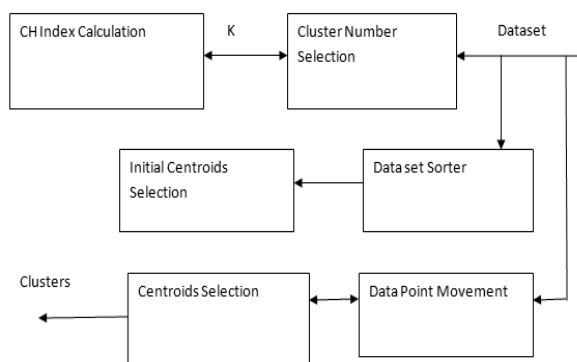 CH Index Calculation
K
Cluster Number
Selection
Dataset
Initial Centroids
Selection
Data set Sorter
Clusters
Centroids Selection
Data Point Movement